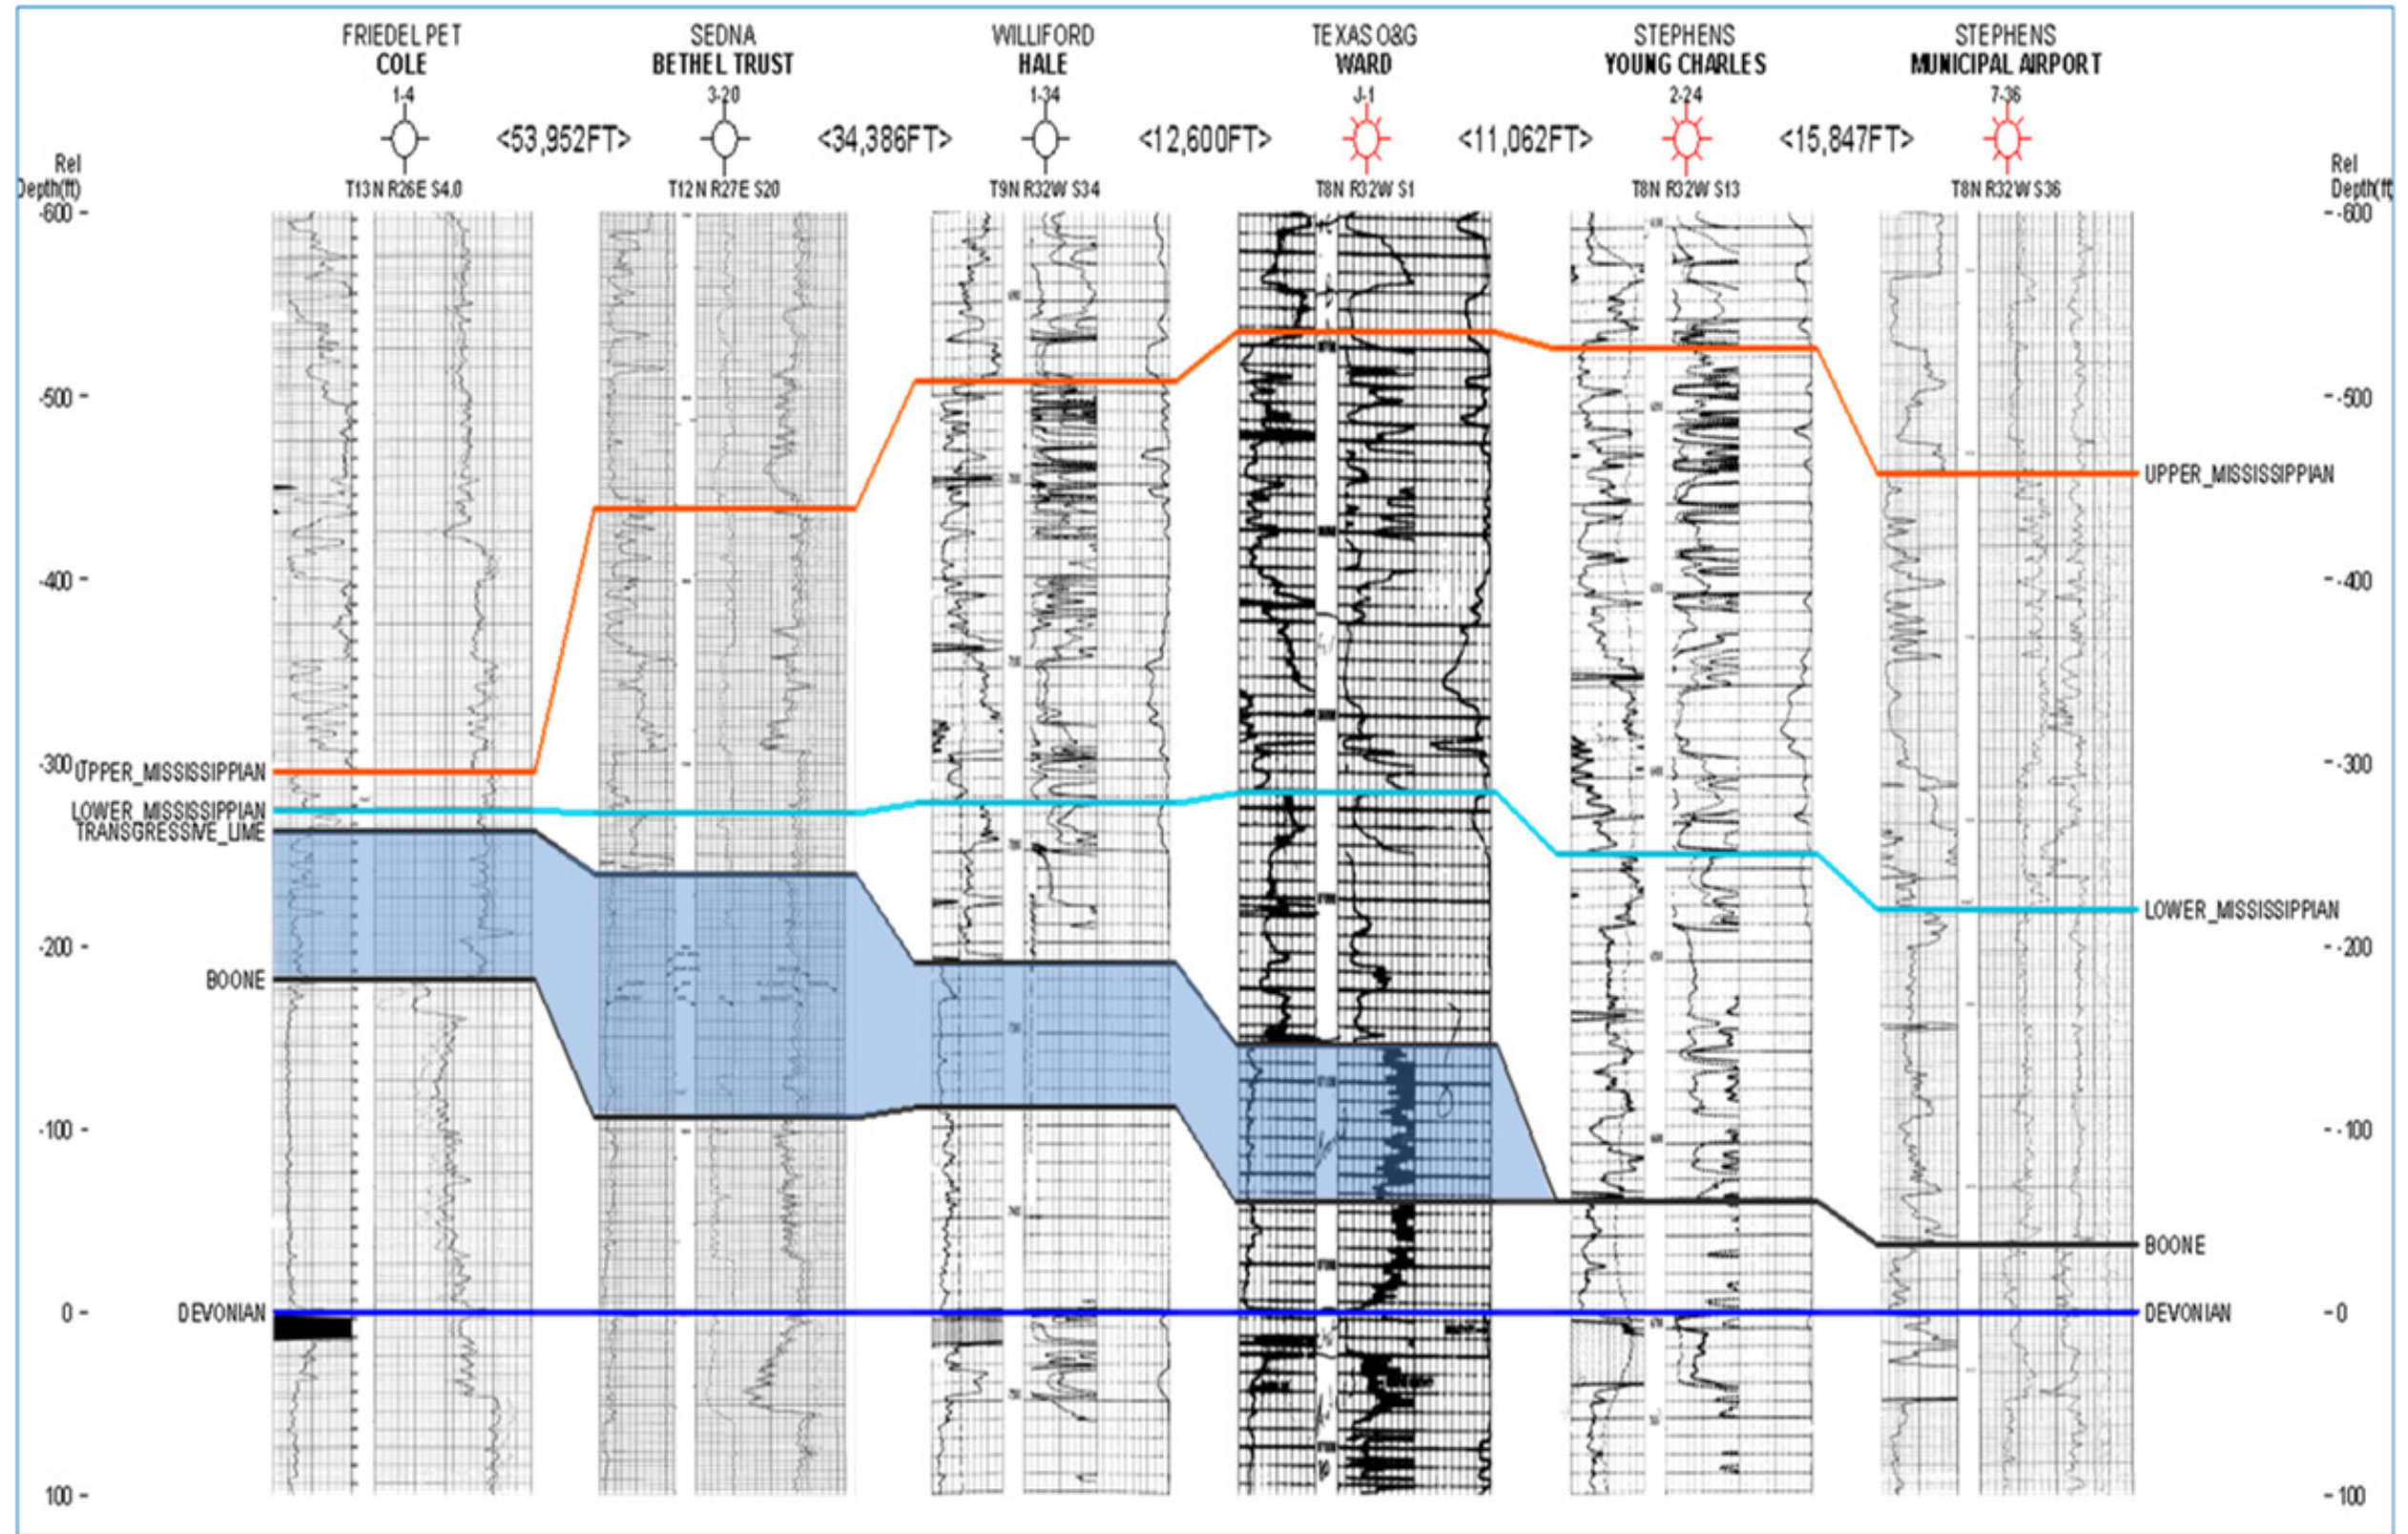 FRIEDEL PET
COLE
1-4
T13N R26E S4.0
SEDNA
BETHEL TRUST
3-20
T12N R27E S20
WILLIFORD
HALE
1-34
T9N R32W S34
TEXAS O&G
WARD
J-1
T8N R32W S1
STEPHENS
YOUNG CHARLES
2-24
T8N R32W S13
STEPHENS
MUNICIPAL AIRPORT
7-36
T8N R32W S36
<53,952FT>
<34,386FT>
<12,600FT>
<11,062FT>
<15,847FT>
Rel
Depth(ft)
-600
-500
-400
-300
-200
-100
0
100
UPPER_MISSISSIPPIAN
LOWER_MISSISSIPPIAN
TRANSGRESSIVE_LIME
BOONE
DEVONIAN
Rel
Depth(ft
-600
-500
-400
-300
-200
-100
0
100
UPPER_MISSISSIPPIAN
LOWER_MISSISSIPPIAN
BOONE
DEVONIAN